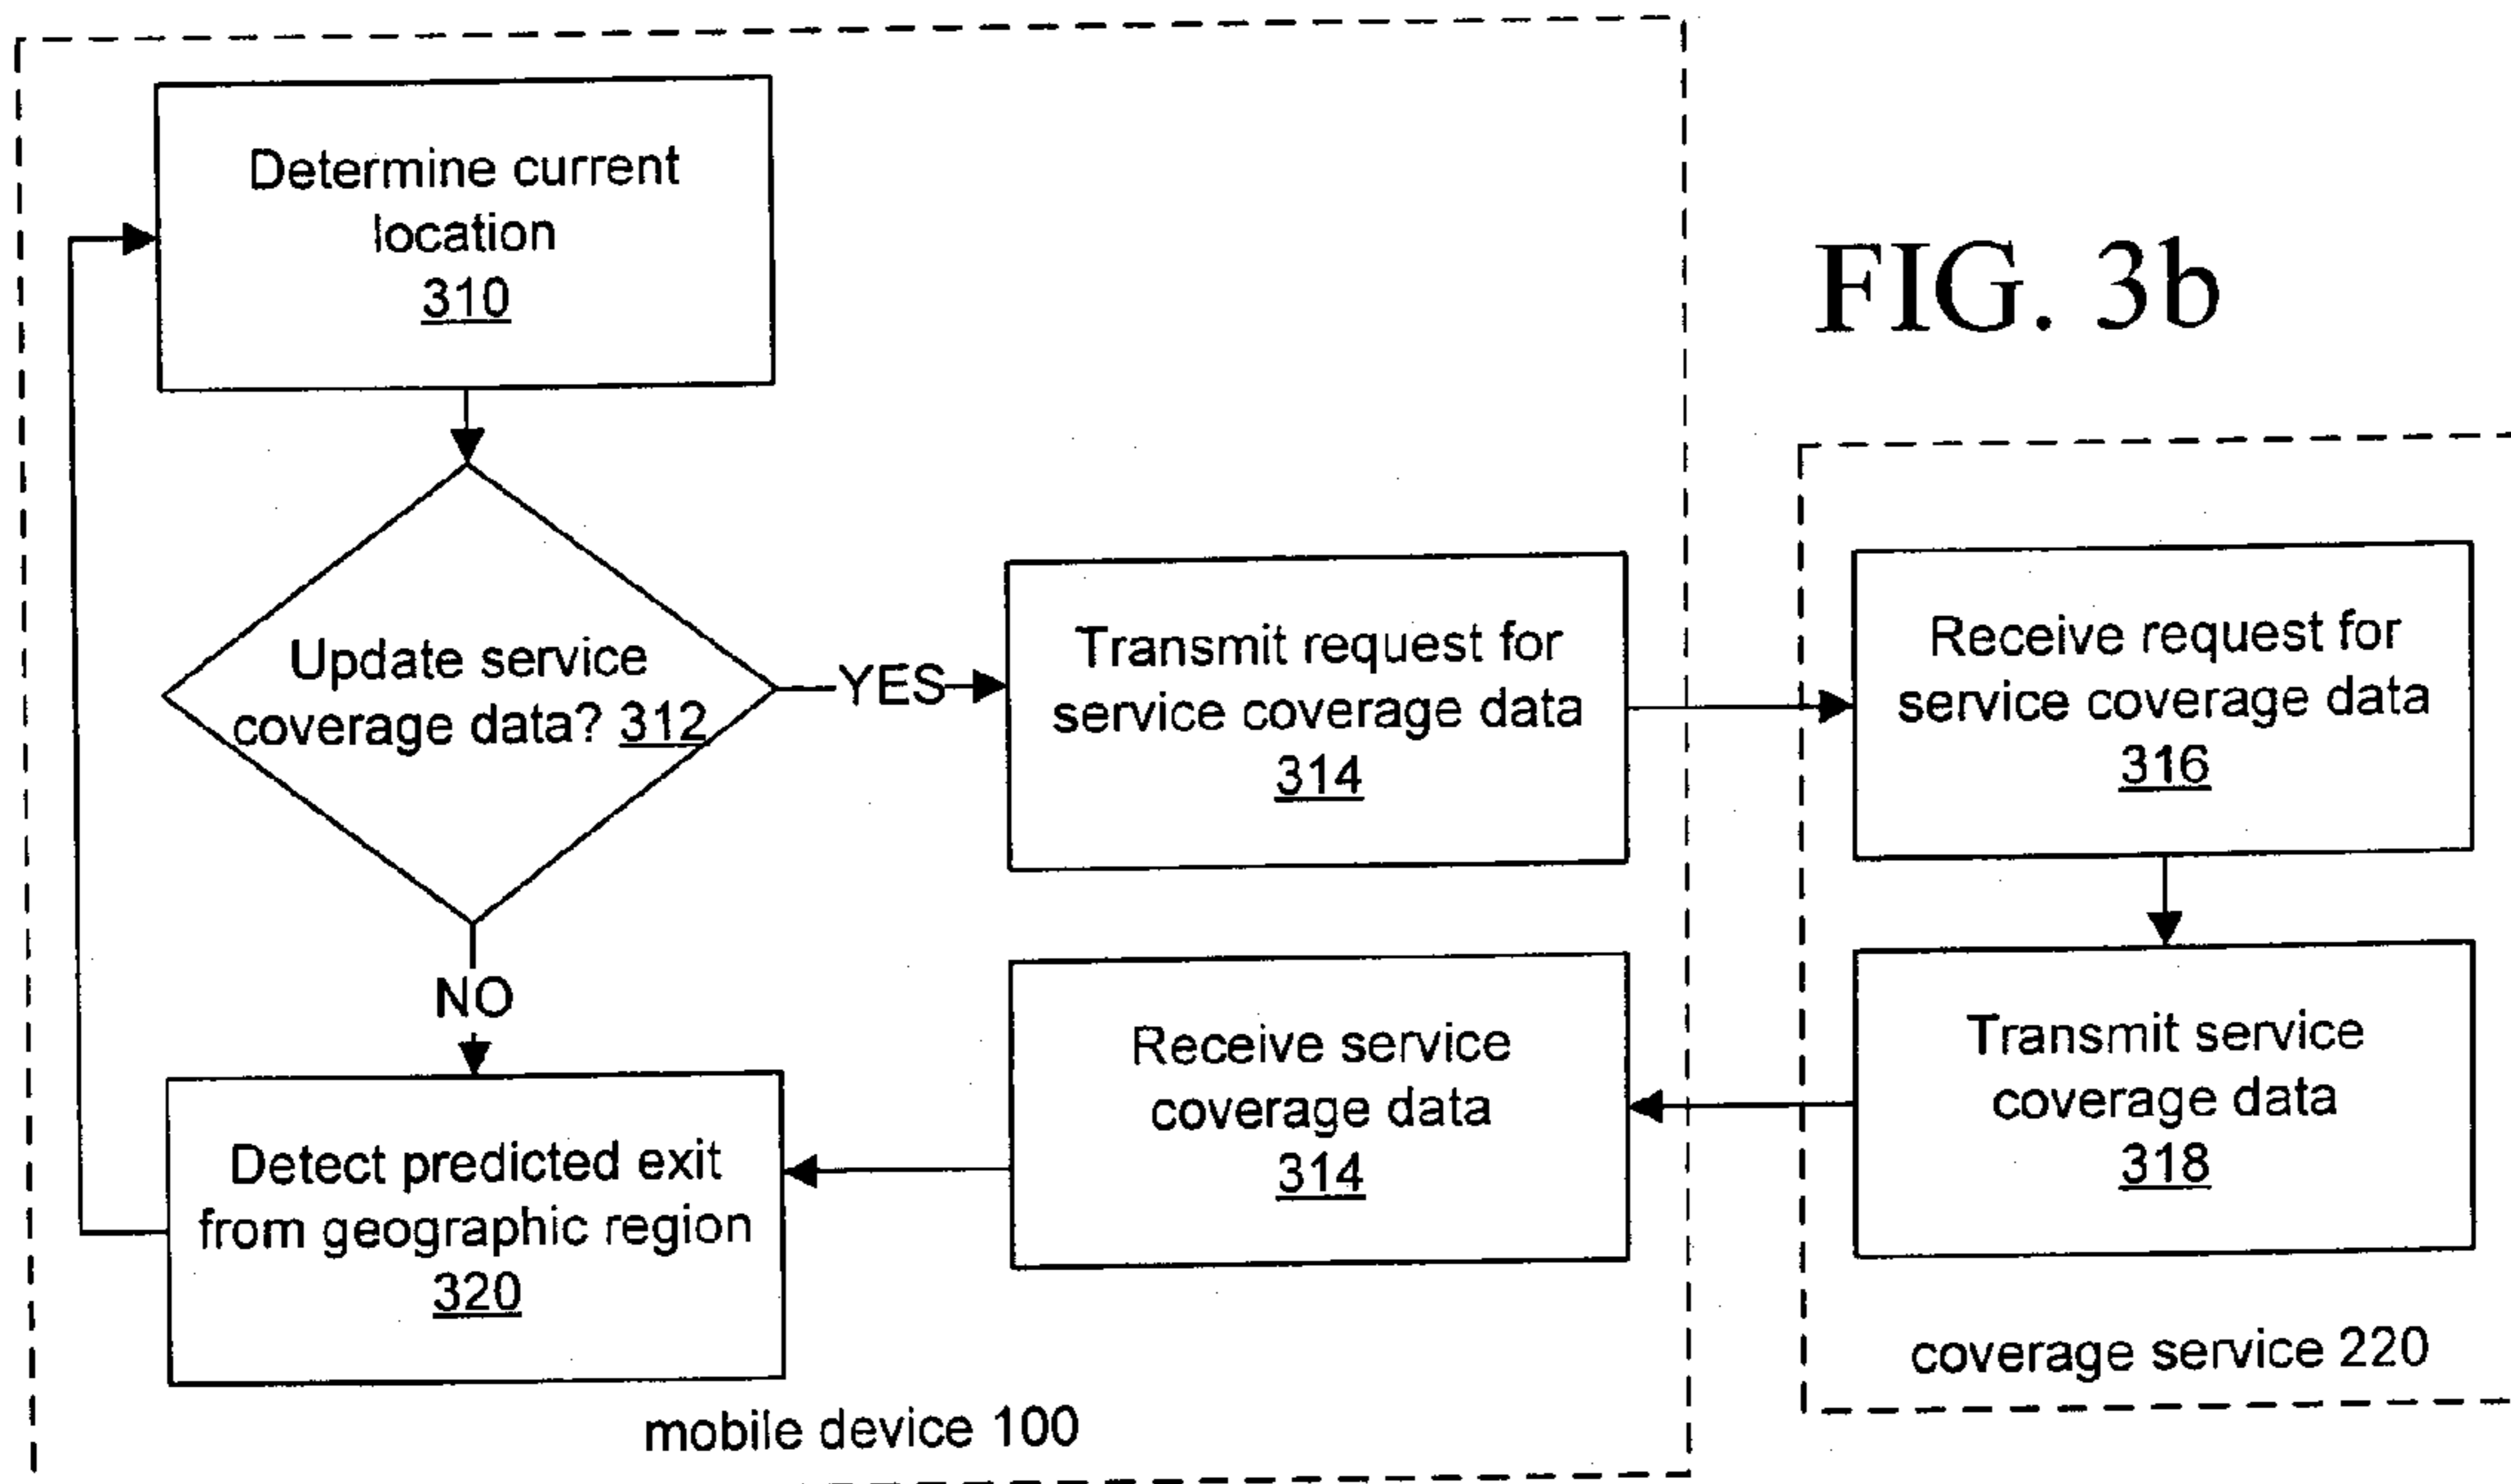 FIG. 3b
Determine current
location
310
Update service
coverage data? 312
YES
NO
Transmit request for
service coverage data
314
Receive request for
service coverage data
316
Transmit service
coverage data
318
Receive service
coverage data
314
Detect predicted exit
from geographic region
320
mobile device 100
coverage service 220